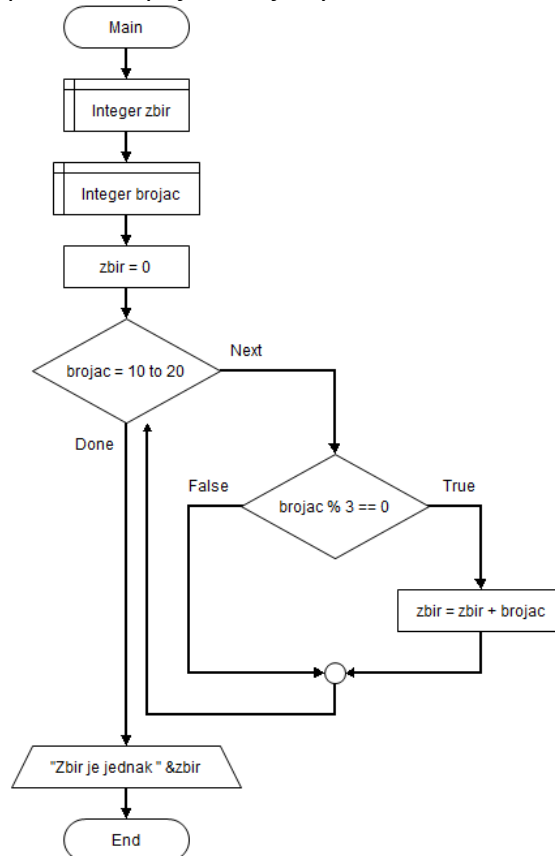 Main
Integer zbir
Integer brojac
zbir = 0
brojac = 10 to 20
Next
Done
False
brojac % 3 == 0
True
zbir = zbir + brojac
"Zbir je jednak " &zbir
End